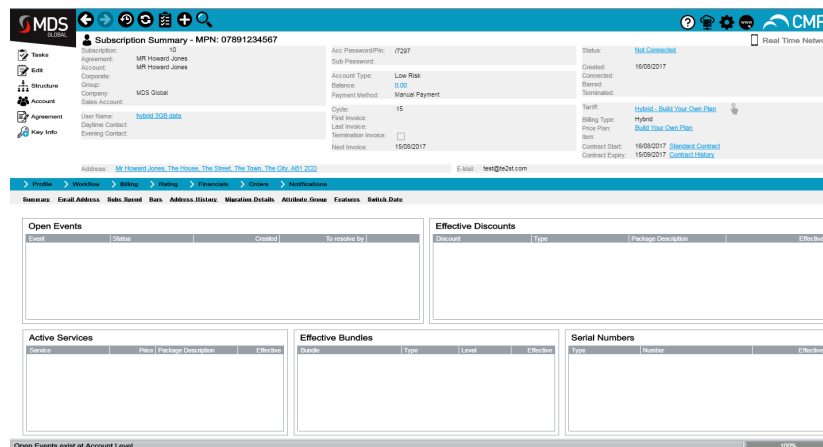 MDS
GLOBAL
CMP
Subscription Summary - MPN: 07891234567
Real Time Netwo
Tasks
Edit
Structure
Account
Agreement
Key Info
Subscription: 10
Agreement: MR Howard Jones
Account: MR Howard Jones
Corporate:
Group:
Company: MDS Global
Sales Account:
User Name: hybrid 3GB data
Daytime Contact:
Evening Contact:
Acc Password/Pin: /7297
Sub Password:
Account Type: Low Risk
Balance: 0.00
Payment Method: Manual Payment
Cycle: 15
First Invoice:
Last Invoice:
Termination Invoice:
Next Invoice: 15/08/2017
Status: Not Connected
Created: 16/08/2017
Connected:
Barred:
Terminated:
Tariff: Hybrid - Build Your Own Plan
Billing Type: Hybrid
Price Plan: Build Your Own Plan
Item:
Contract Start: 16/08/2017 Standard Contract
Contract Expiry: 15/09/2017 Contract History
Address: Mr Howard Jones, The House, The Street, The Town, The City, AB1 2CD
E-Mail: test@te2st.com
Profile Workflow Billing Rating Financials Orders Notifications
Summary Email Address Subs Spend Bars Address History Migration Details Attribute Group Features Switch Date
Open Events
Event Status Created To resolve by
Effective Discounts
Discount Type Package Description Effective
Active Services
Service Price Package Description Effective
Effective Bundles
Bundle Type Level Effective
Serial Numbers
Type Number Effective
Open Events exist at Account Level
100%